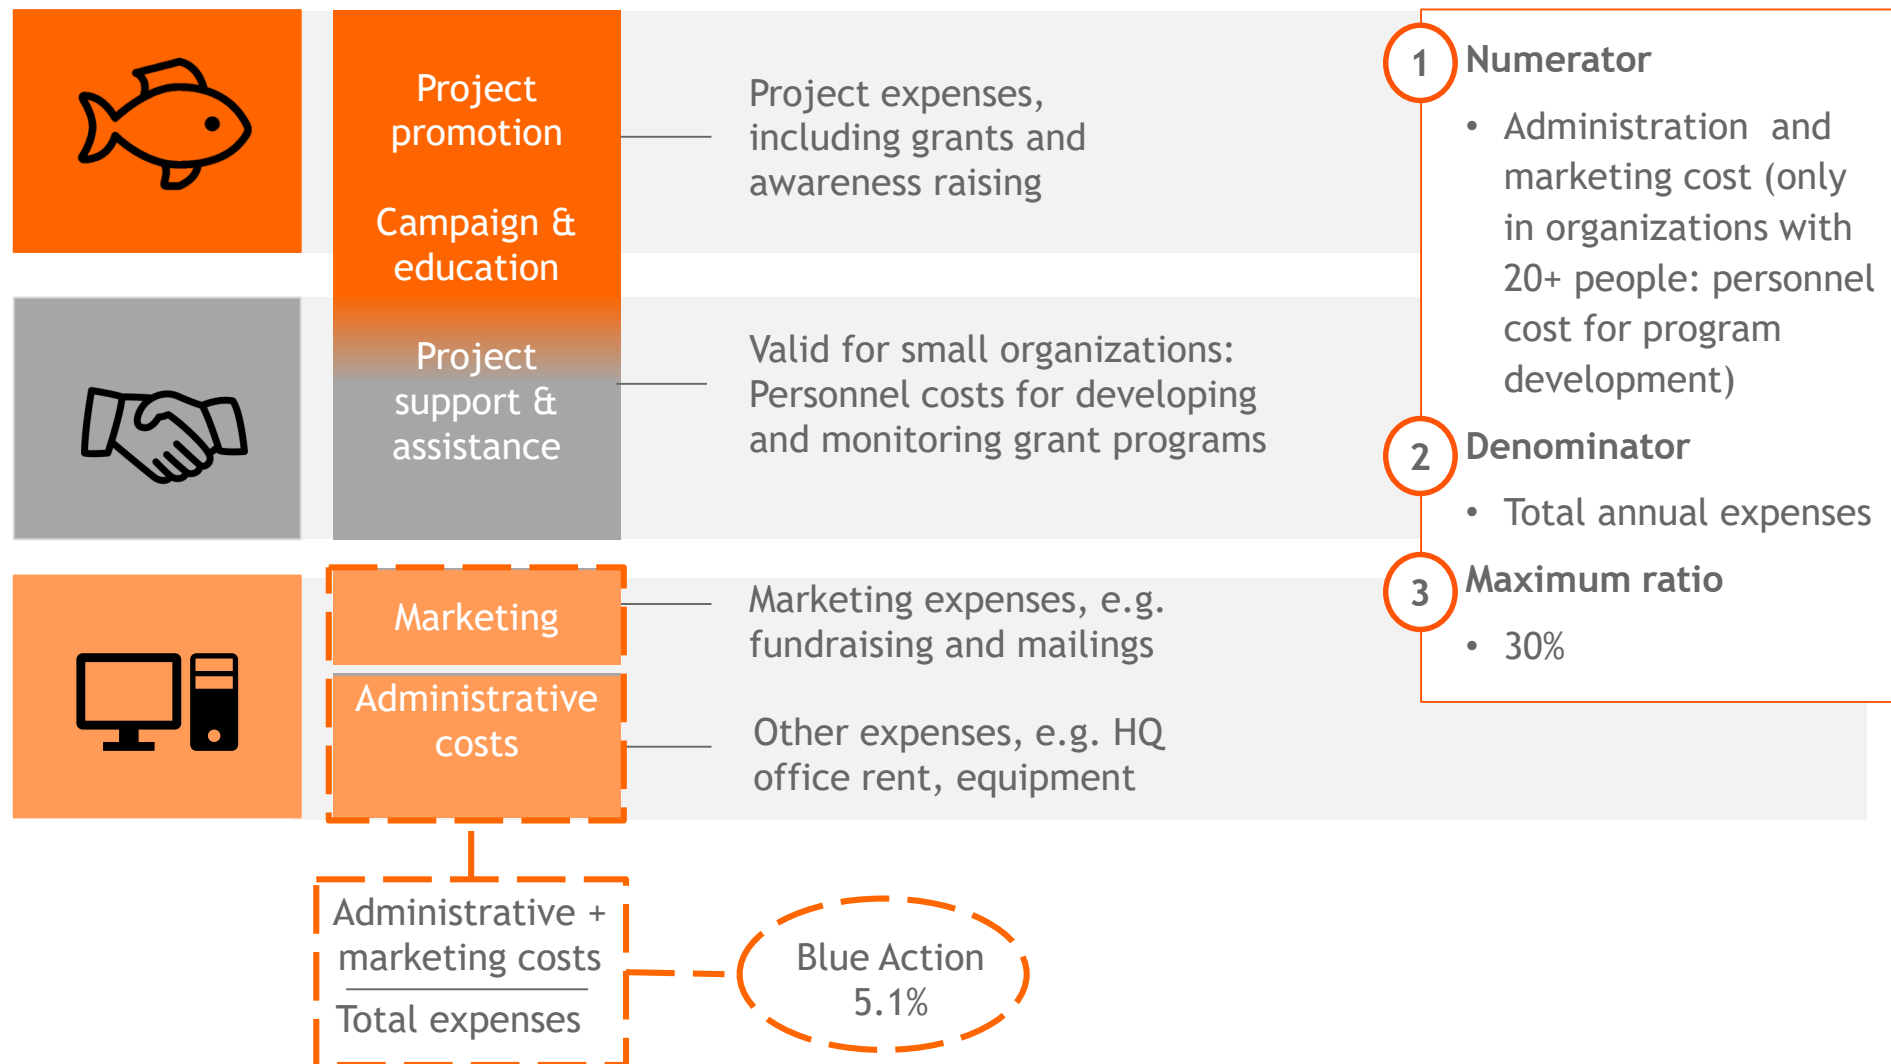 Project
promotion
Campaign &
education
Project expenses,
including grants and
awareness raising
Project
support &
assistance
Valid for small organizations:
Personnel costs for developing
and monitoring grant programs
Marketing
Marketing expenses, e.g.
fundraising and mailings
Administrative
costs
Other expenses, e.g. HQ
office rent, equipment
Administrative +
marketing costs
Total expenses
Blue Action
5.1%
1 Numerator
• Administration and
marketing cost (only
in organizations with
20+ people: personnel
cost for program
development)
2 Denominator
• Total annual expenses
3 Maximum ratio
• 30%